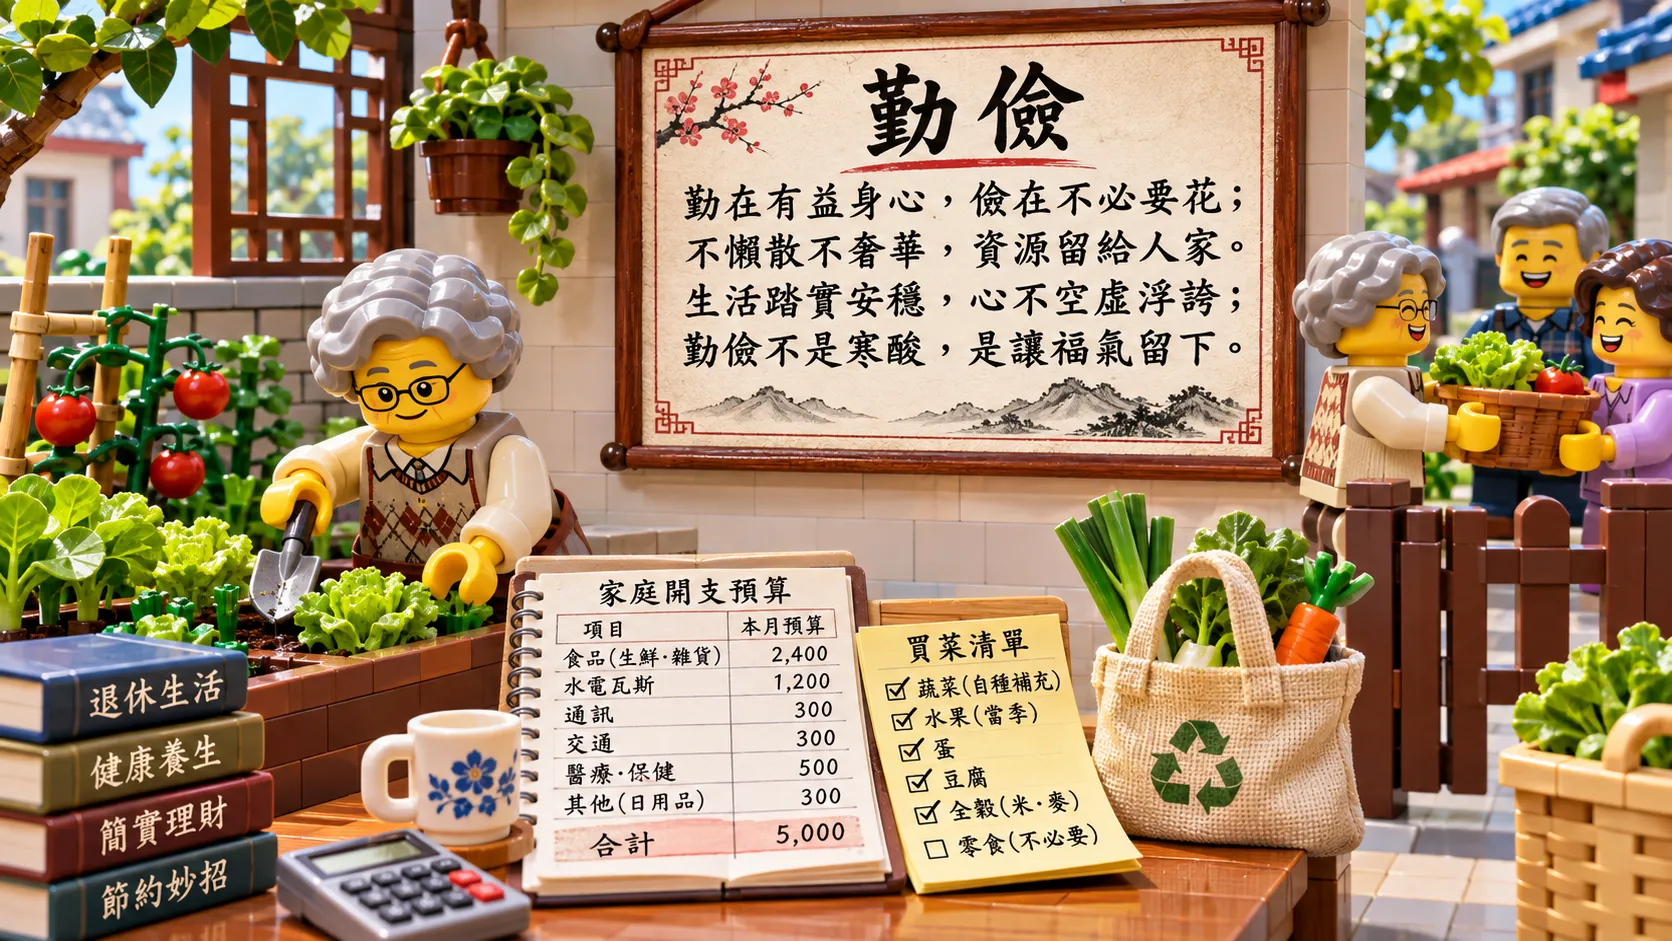 勤儉
勤在有益身心，儉在不必要花；
不懶散不奢華，資源留給人家。
生活踏實安穩，心不空虛浮誇；
勤儉不是寒酸，是讓福氣留下。
家庭開支預算
項目 本月預算
食品(生鮮·雜貨) 2,400
水電瓦斯 1,200
通訊 300
交通 300
醫療·保健 500
其他(日用品) 300
合計 5,000
買菜清單
蔬菜(自種補充)
水果(當季)
蛋
豆腐
全穀(米·麥)
零食(不必要)
退休生活
健康養生
簡實理財
節約妙招